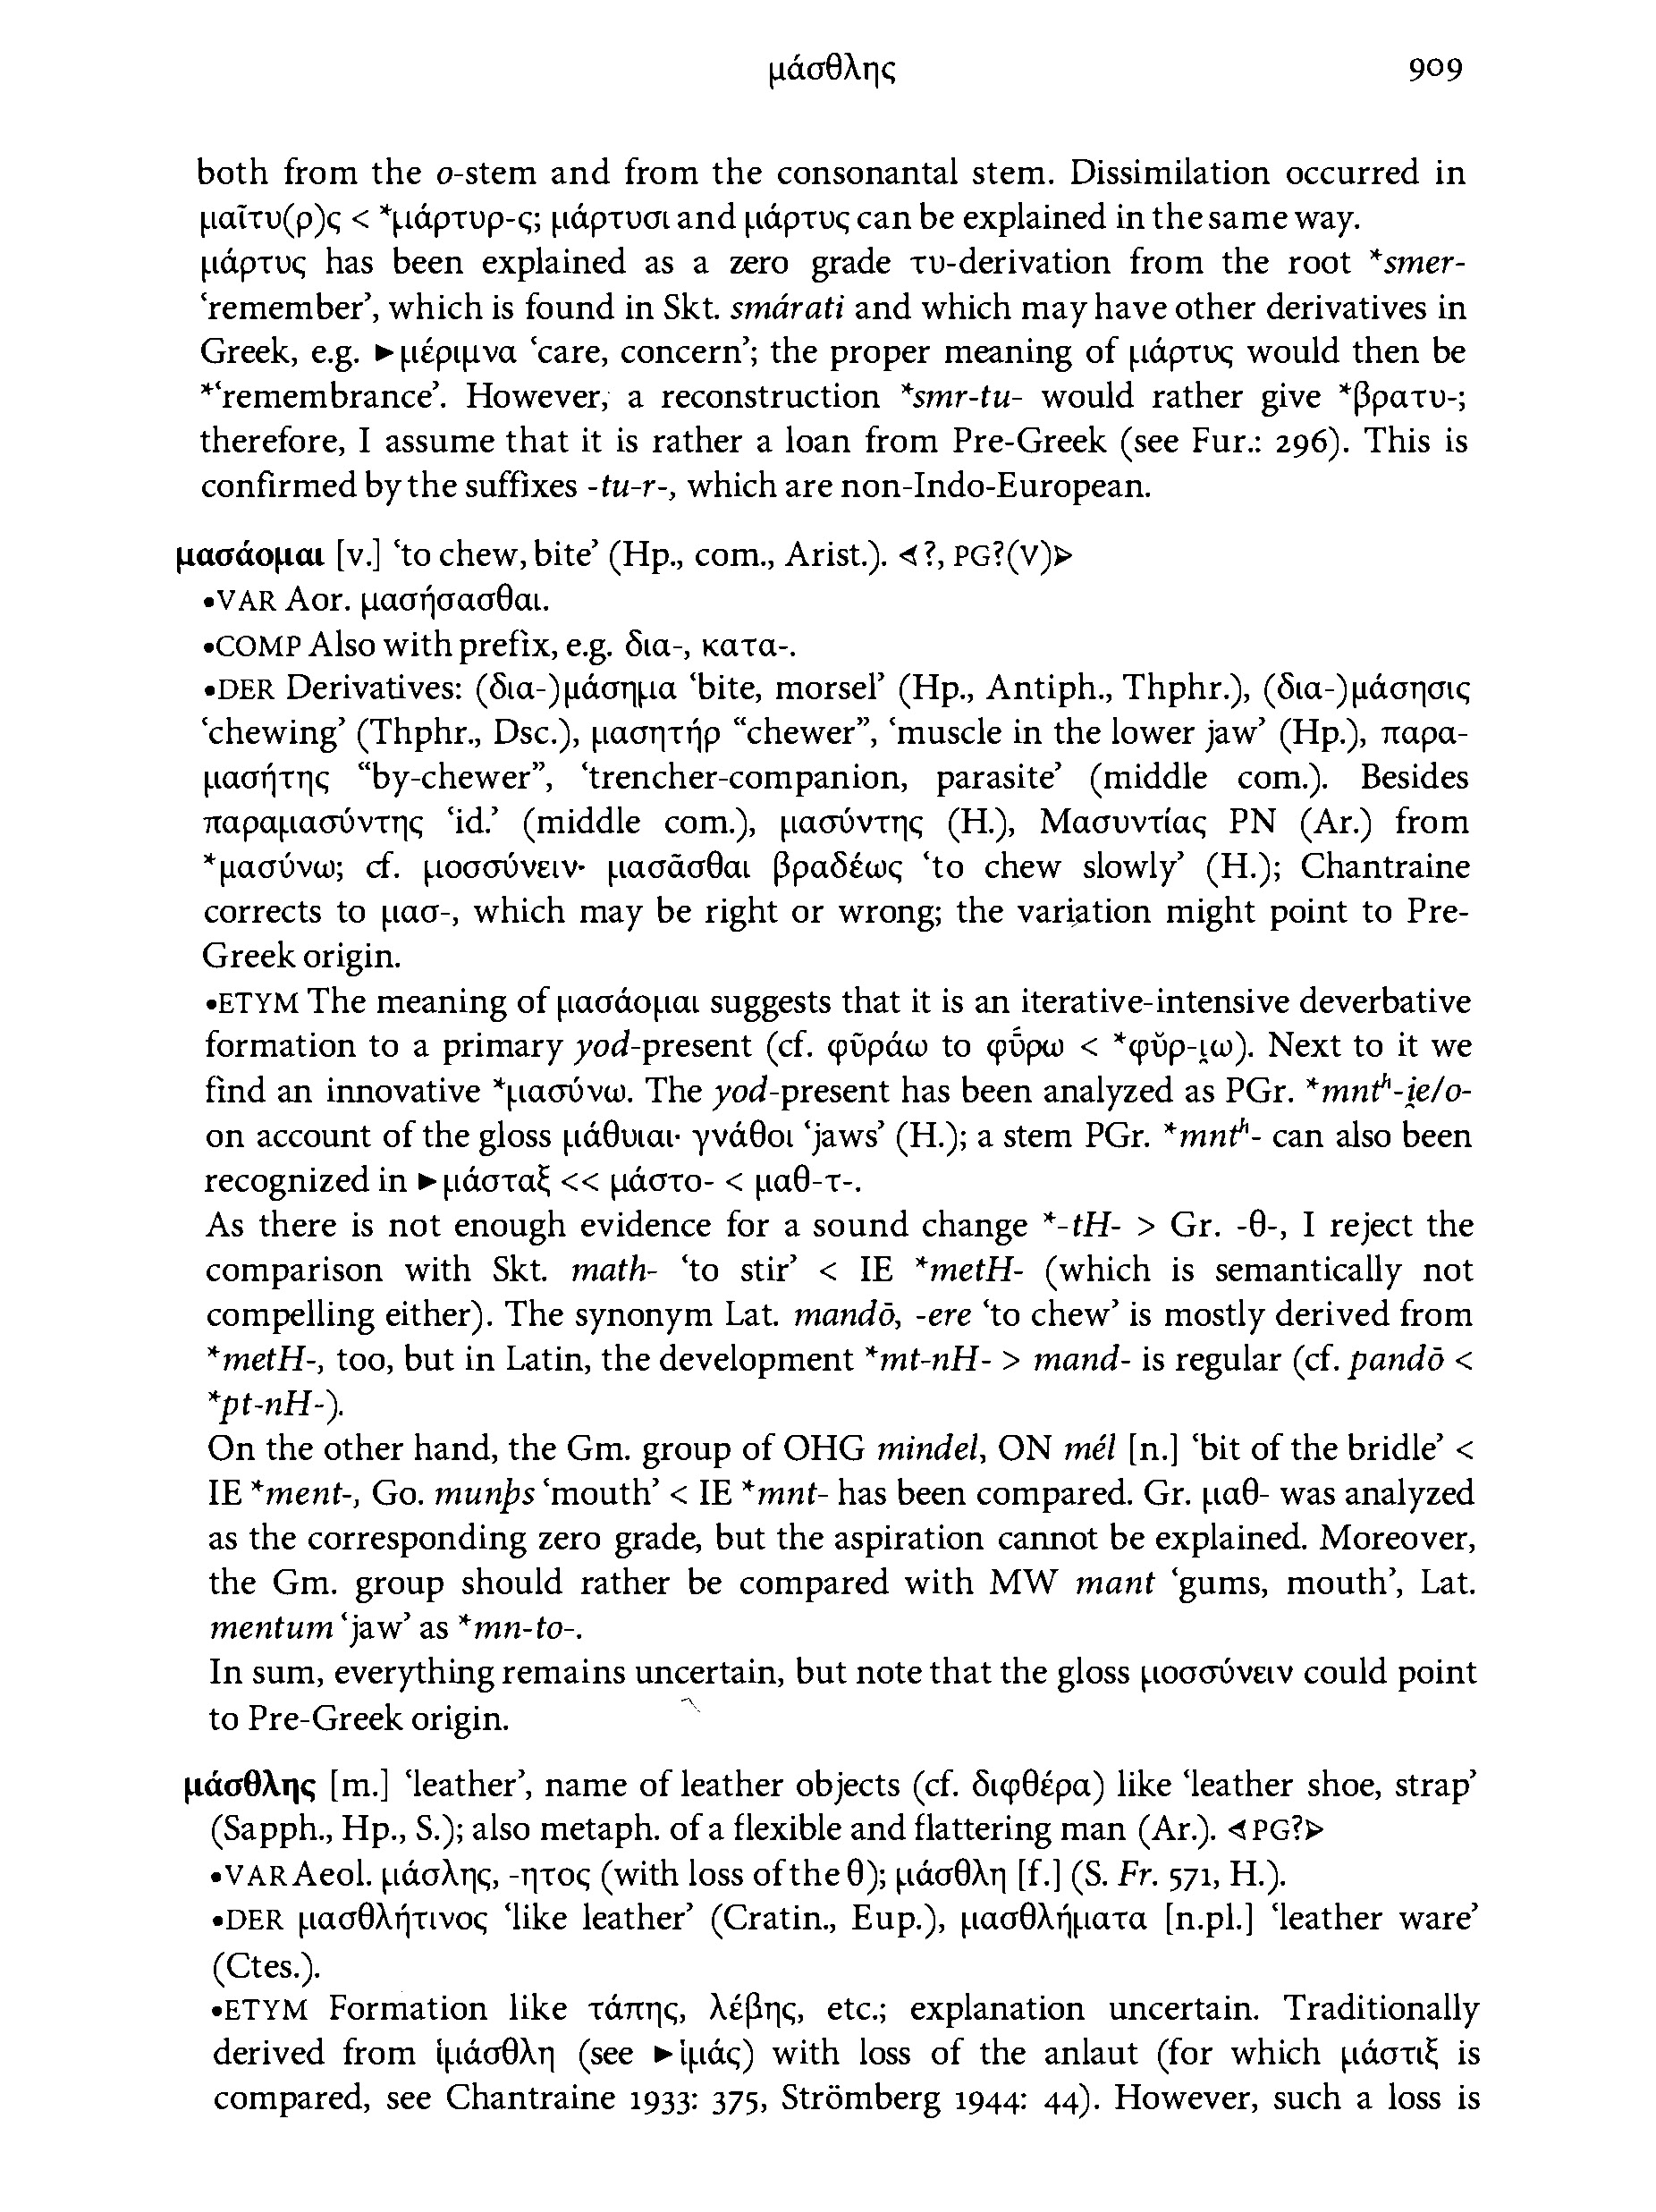 μάσθλης 909
both from the o-stem and from the consonantal stem. Dissimilation occurred in
μαῖτυ(ρ)ς < *μάρτυρ-ς; μάρτυσι and μάρτυς can be explained in the same way.
μάρτυς has been explained as a zero grade τυ-derivation from the root *smer-
‘remember’, which is found in Skt. smárati and which may have other derivatives in
Greek, e.g. ►μέριμνα ‘care, concern’; the proper meaning of μάρτυς would then be
*‘remembrance’. However, a reconstruction *smr-tu- would rather give *βρατυ-;
therefore, I assume that it is rather a loan from Pre-Greek (see Fur.: 296). This is
confirmed by the suffixes -tu-r-, which are non-Indo-European.
μασάομαι [v.] ‘to chew, bite’ (Hp., com., Arist.). ⊲?, PG?(V)⊳
•VAR Aor. μασήσασθαι.
•COMP Also with prefix, e.g. δια-, κατα-.
•DER Derivatives: (δια-)μάσημα ‘bite, morsel’ (Hp., Antiph., Thphr.), (δια-)μάσησις
‘chewing’ (Thphr., Dsc.), μασητήρ “chewer”, ‘muscle in the lower jaw’ (Hp.), παρα-
μασήτης “by-chewer”, ‘trencher-companion, parasite’ (middle com.). Besides
παραμασύντης ‘id.’ (middle com.), μασύντης (H.), Μασυντίας PN (Ar.) from
*μασύνω; cf. μοσσύνειν· μασᾶσθαι βραδέως ‘to chew slowly’ (H.); Chantraine
corrects to μασ-, which may be right or wrong; the variation might point to Pre-
Greek origin.
•ETYM The meaning of μασάομαι suggests that it is an iterative-intensive deverbative
formation to a primary yod-present (cf. φῡράω to φῡ́ρω < *φῠρ-ι̯ω). Next to it we
find an innovative *μασύνω. The yod-present has been analyzed as PGr. *mntʰ-i̯e/o-
on account of the gloss μάθυιαι· γνάθοι ‘jaws’ (H.); a stem PGr. *mntʰ- can also been
recognized in ►μάσταξ << μάστο- < μαθ-τ-.
As there is not enough evidence for a sound change *-tH- > Gr. -θ-, I reject the
comparison with Skt. math- ‘to stir’ < IE *metH- (which is semantically not
compelling either). The synonym Lat. mandō, -ere ‘to chew’ is mostly derived from
*metH-, too, but in Latin, the development *mt-nH- > mand- is regular (cf. pandō <
*pt-nH-).
On the other hand, the Gm. group of OHG mindel, ON mél [n.] ‘bit of the bridle’ <
IE *ment-, Go. munþs ‘mouth’ < IE *mnt- has been compared. Gr. μαθ- was analyzed
as the corresponding zero grade, but the aspiration cannot be explained. Moreover,
the Gm. group should rather be compared with MW mant ‘gums, mouth’, Lat.
mentum ‘jaw’ as *mn-to-.
In sum, everything remains uncertain, but note that the gloss μοσσύνειν could point
to Pre-Greek origin.
μάσθλης [m.] ‘leather’, name of leather objects (cf. διφθέρα) like ‘leather shoe, strap’
(Sapph., Hp., S.); also metaph. of a flexible and flattering man (Ar.). ⊲PG?⊳
•VAR Aeol. μάσλης, -ητος (with loss of the θ); μάσθλη [f.] (S. Fr. 571, H.).
•DER μασθλήτινος ‘like leather’ (Cratin., Eup.), μασθλήματα [n.pl.] ‘leather ware’
(Ctes.).
•ETYM Formation like τάπης, λέβης, etc.; explanation uncertain. Traditionally
derived from ἱμάσθλη (see ►ἱμάς) with loss of the anlaut (for which μάστιξ is
compared, see Chantraine 1933: 375, Strömberg 1944: 44). However, such a loss is